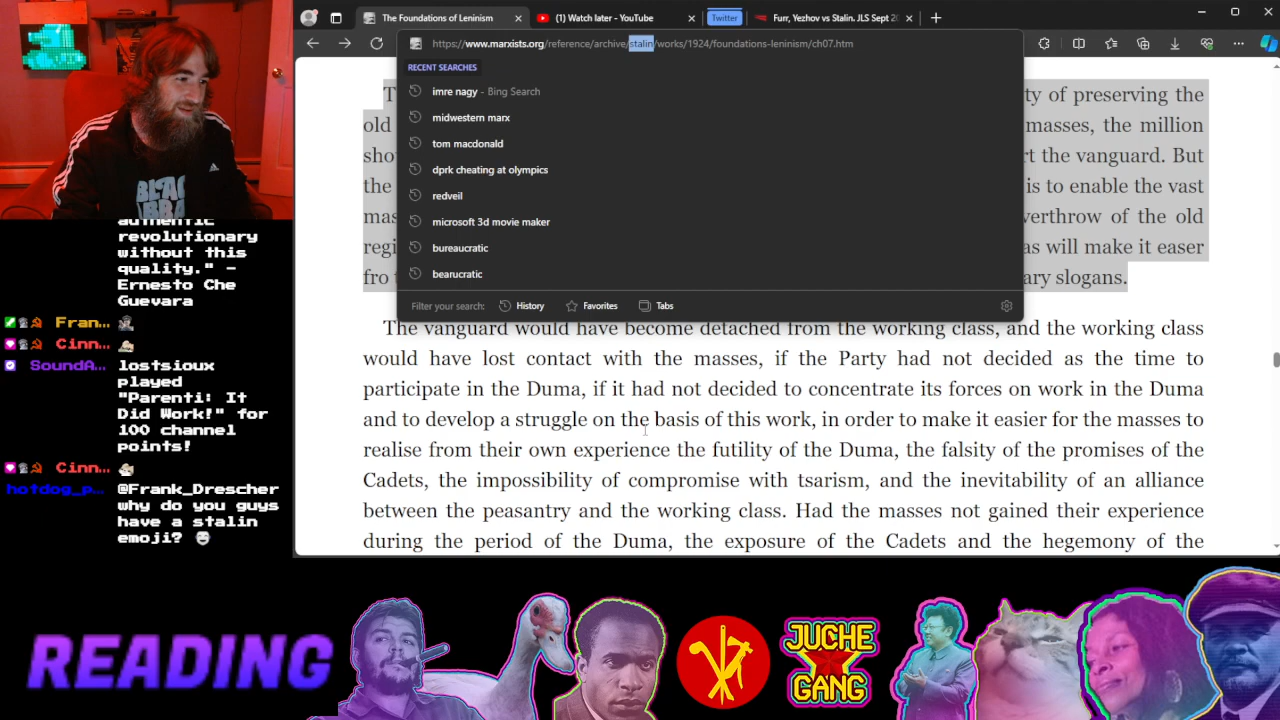 The Foundations of Leninism
(1) Watch later - YouTube
Twitter
Furr, Yezhov vs Stalin. JLS Sept 20
https://www.marxists.org/reference/archive/stalin/works/1924/foundations-leninism/ch07.htm
RECENT SEARCHES
imre nagy - Bing Search
midwestern marx
tom macdonald
dprk cheating at olympics
redveil
microsoft 3d movie maker
bureaucratic
bearucratic
Filter your search: History Favorites Tabs
T ty of preserving the
old masses, the million
sho rt the vanguard. But
the is to enable the vast
mas verthrow of the old
regi as will make it easer
fro t ary slogans.
The vanguard would have become detached from the working class, and the working class
would have lost contact with the masses, if the Party had not decided as the time to
participate in the Duma, if it had not decided to concentrate its forces on work in the Duma
and to develop a struggle on the basis of this work, in order to make it easier for the masses to
realise from their own experience the futility of the Duma, the falsity of the promises of the
Cadets, the impossibility of compromise with tsarism, and the inevitability of an alliance
between the peasantry and the working class. Had the masses not gained their experience
during the period of the Duma, the exposure of the Cadets and the hegemony of the
authentic
revolutionary
without this
quality." –
Ernesto Che
Guevara
Fran...
Cinn...
SoundA... lostsioux
played
"Parenti: It
Did Work!" for
100 channel
points!
Cinn...
hotdog_p... @Frank_Drescher
why do you guys
have a stalin
emoji?
READING
JUCHE
GANG